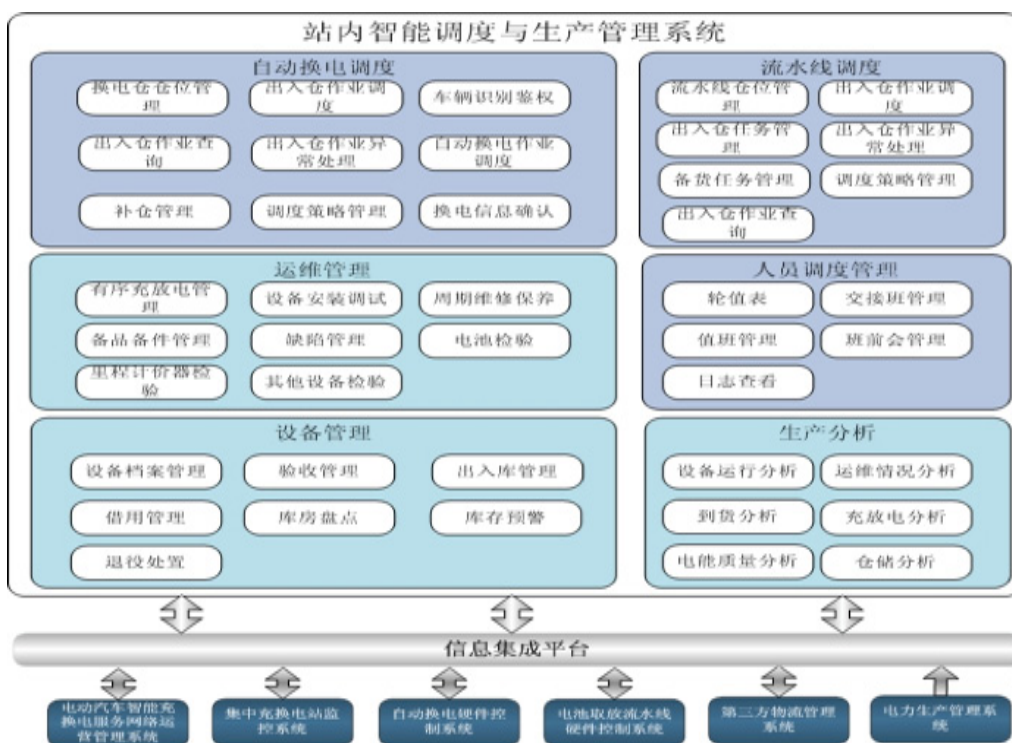 站内智能调度与生产管理系统
自动换电调度
换电仓仓位管
理
出入仓作业调
度
车辆识别鉴权
出入仓作业查
询
出入仓作业异
常处理
自动换电作业
调度
补仓管理
调度策略管理
换电信息确认
流水线调度
流水线仓位管
理
出入仓作业调
度
出入仓任务管
理
出入仓作业异
常处理
备货任务管理
调度策略管理
出入仓作业查
询
运维管理
有序充放电管
理
设备安装调试
周期维修保养
备品备件管理
缺陷管理
电池检验
里程计价器检
验
其他设备检验
人员调度管理
轮值表
交接班管理
值班管理
班前会管理
日志查看
设备管理
设备档案管理
验收管理
出入库管理
借用管理
库房盘点
库存预警
退役处置
生产分析
设备运行分析
运维情况分析
到货分析
充放电分析
电能质量分析
仓储分析
信息集成平台
电动汽车智能充
换电服务网络运
营管理系统
集中充换电站监
控系统
自动换电硬件控
制系统
电池取放流水线
硬件控制系统
第三方物流管理
系统
电力生产管理系
统